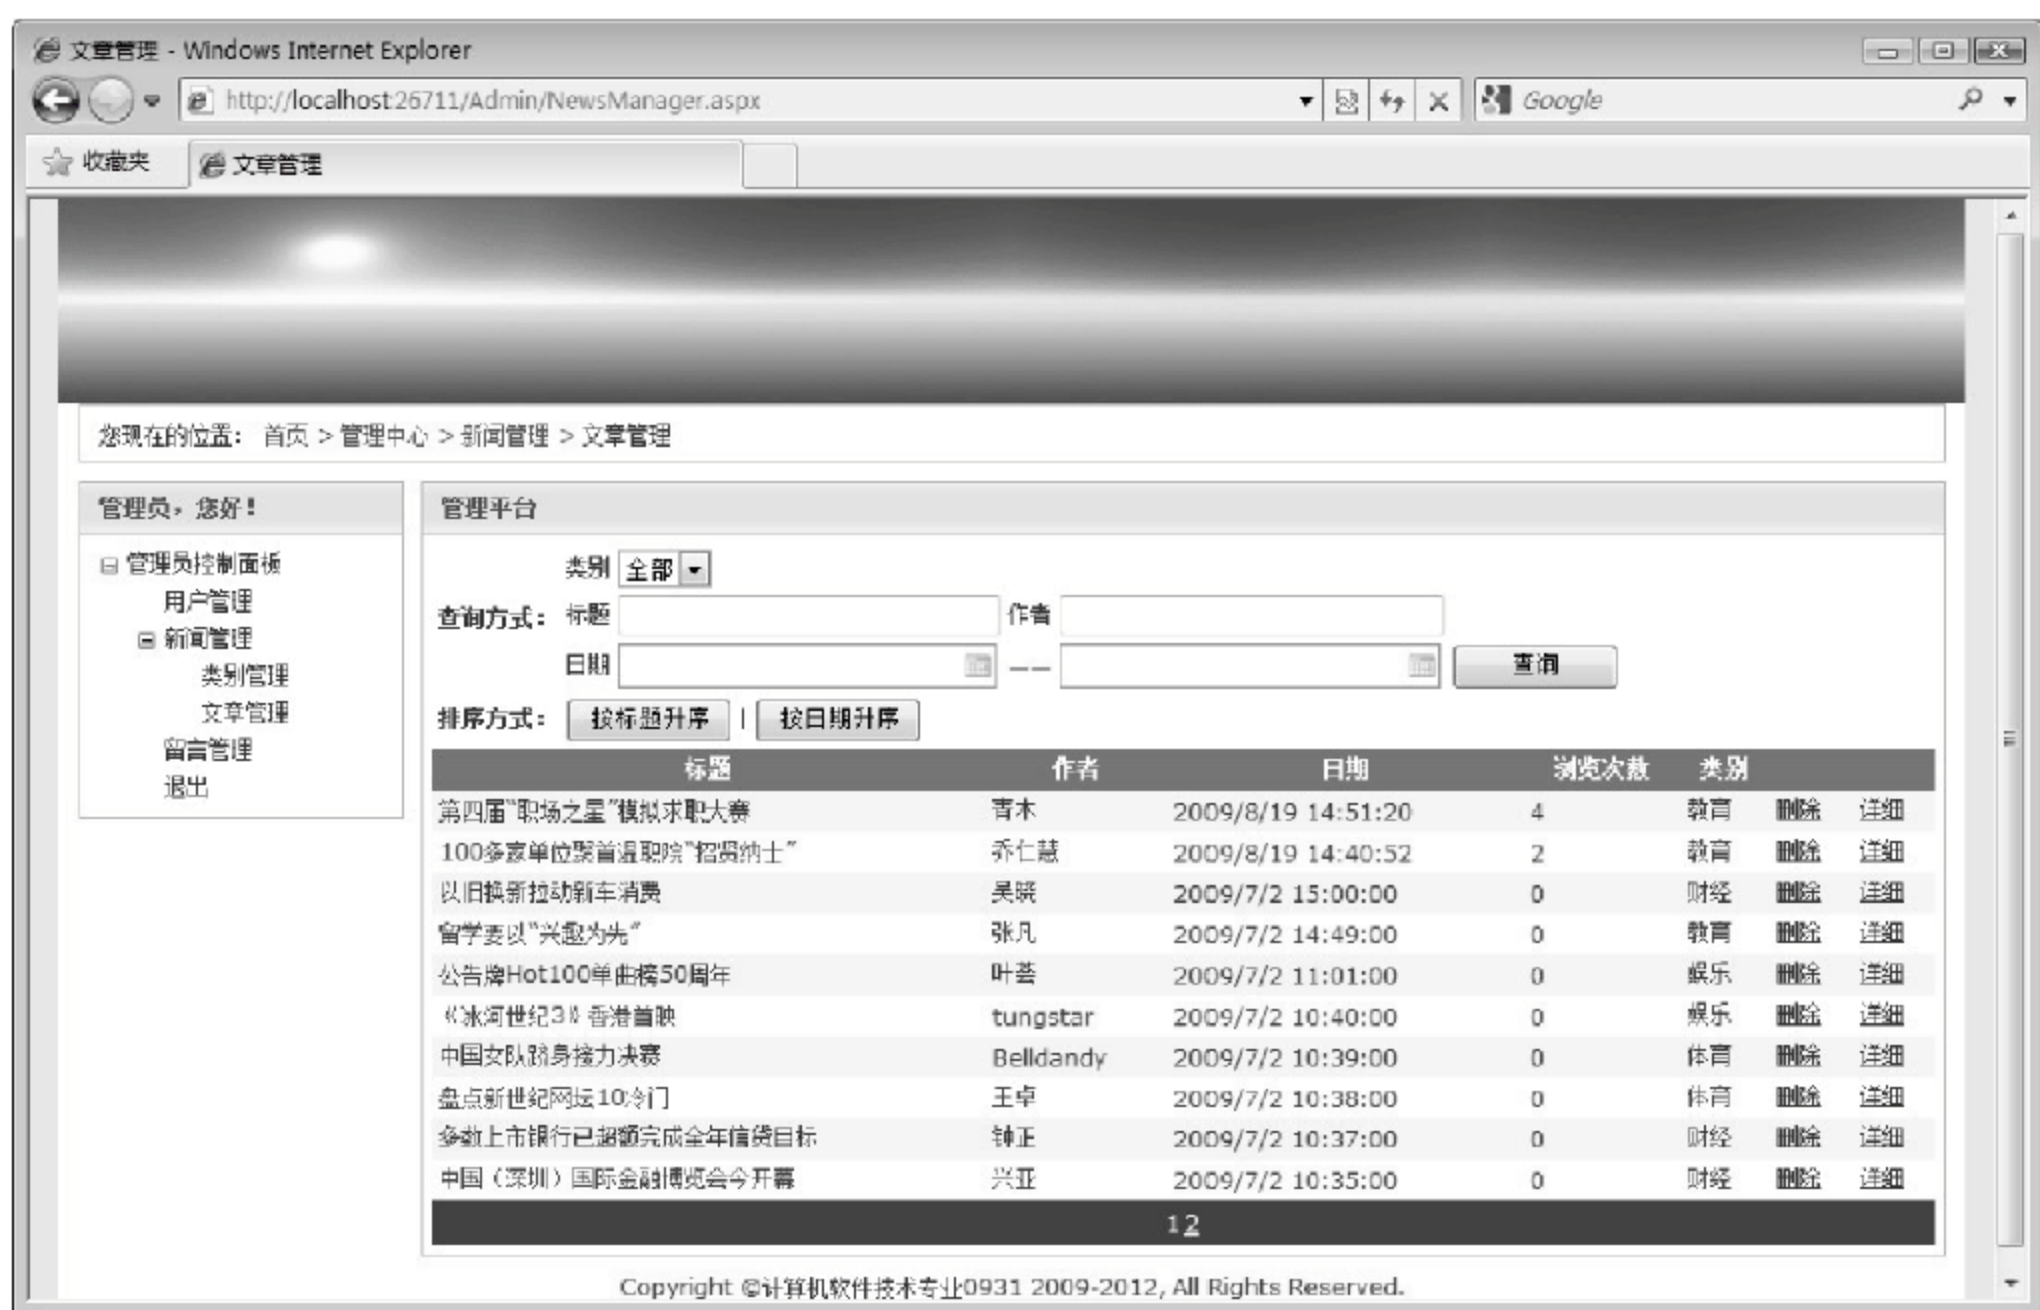 文章管理 - Windows Internet Explorer
http://localhost:26711/Admin/NewsManager.aspx
Google
收藏夹 文章管理
您现在的位置： 首页 > 管理中心 > 新闻管理 > 文章管理
管理员，您好！
管理员控制面板
用户管理
新闻管理
类别管理
文章管理
留言管理
退出
管理平台
类别 全部
查询方式： 标题 作者
日期 —— 查询
排序方式： 按标题升序 | 按日期升序
标题 作者 日期 浏览次数 类别
第四届“职场之星”模拟求职大赛 青木 2009/8/19 14:51:20 4 教育 删除 详细
100多家单位聚首温职院“招贤纳士” 乔仁慧 2009/8/19 14:40:52 2 教育 删除 详细
以旧换新拉动新车消费 吴晓 2009/7/2 15:00:00 0 财经 删除 详细
留学要以“兴趣为先” 张凡 2009/7/2 14:49:00 0 教育 删除 详细
公告牌Hot100单曲榜50周年 叶荟 2009/7/2 11:01:00 0 娱乐 删除 详细
《冰河世纪3》香港首映 tungstar 2009/7/2 10:40:00 0 娱乐 删除 详细
中国女队跻身接力决赛 Belldandy 2009/7/2 10:39:00 0 体育 删除 详细
盘点新世纪网坛10冷门 王卓 2009/7/2 10:38:00 0 体育 删除 详细
多数上市银行已超额完成全年信贷目标 钟正 2009/7/2 10:37:00 0 财经 删除 详细
中国（深圳）国际金融博览会今开幕 兴亚 2009/7/2 10:35:00 0 财经 删除 详细
1 2
Copyright ©计算机软件技术专业0931 2009-2012, All Rights Reserved.